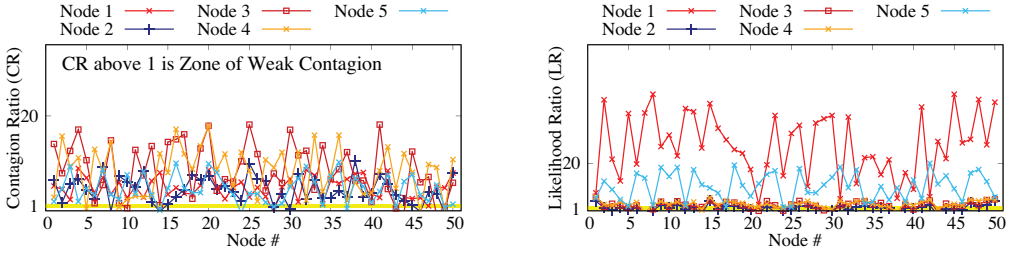 Node 1 Node 3 Node 5
Node 2 Node 4
Contagion Ratio (CR)
CR above 1 is Zone of Weak Contagion
20
1
0 5 10 15 20 25 30 35 40 45 50
Node #
Node 1 Node 3 Node 5
Node 2 Node 4
Likelihood Ratio (LR)
20
1
0 5 10 15 20 25 30 35 40 45 50
Node #